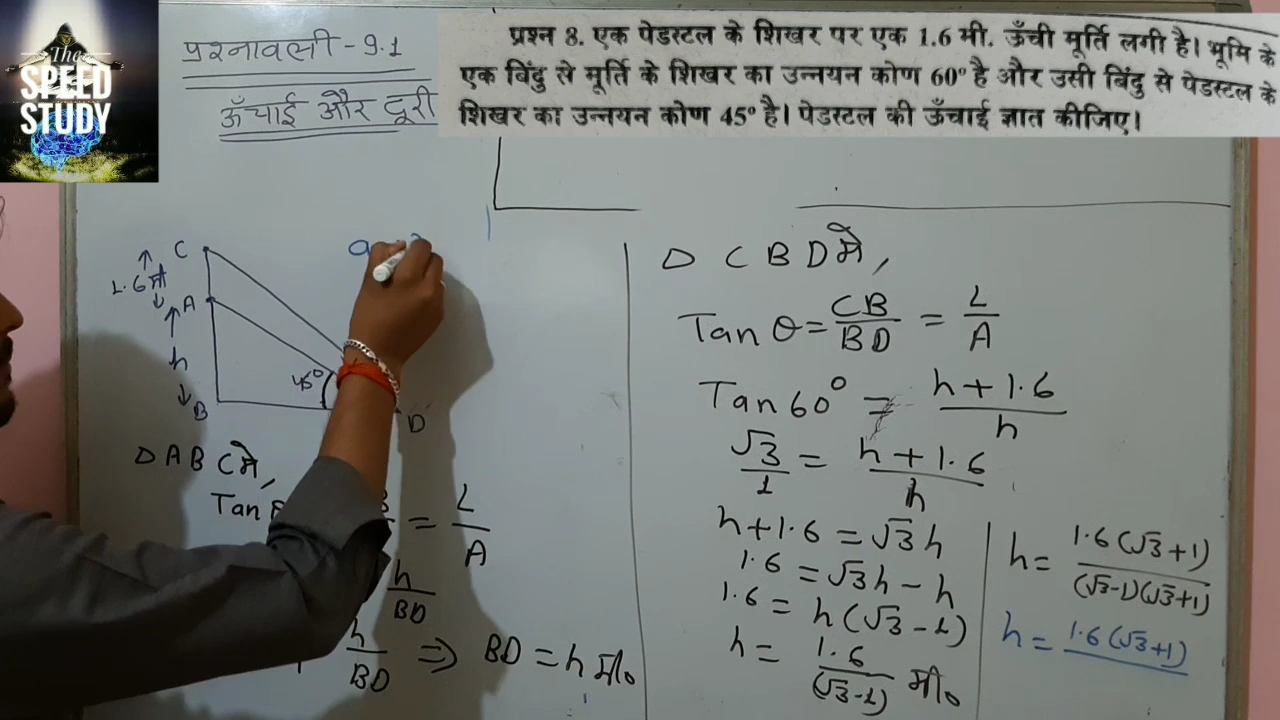 The
SPEED
STUDY
प्रश्नावली - 9.1
ऊँचाई और दूरी
प्रश्न 8. एक पेडस्टल के शिखर पर एक 1.6 मी. ऊँची मूर्ति लगी है। भूमि के
एक बिंदु से मूर्ति के शिखर का उन्नयन कोण 60° है और उसी बिंदु से पेडस्टल के
शिखर का उन्नयन कोण 45° है। पेडस्टल की ऊँचाई ज्ञात कीजिए।
C
1.6 मी
A
h
B
45°
D
Δ ABC मे,
Tan
= L/A
h/BD
h/BD ⇒ BD = h मी०
Δ CBD मे,
Tan θ = CB/BD = L/A
Tan 60° = h+1.6/h
√3/1 = h+1.6/h
h+1.6 = √3h
1.6 = √3h - h
1.6 = h(√3-1)
h = 1.6/(√3-1) मी०
h = 1.6(√3+1)/(√3-1)(√3+1)
h = 1.6(√3+1)